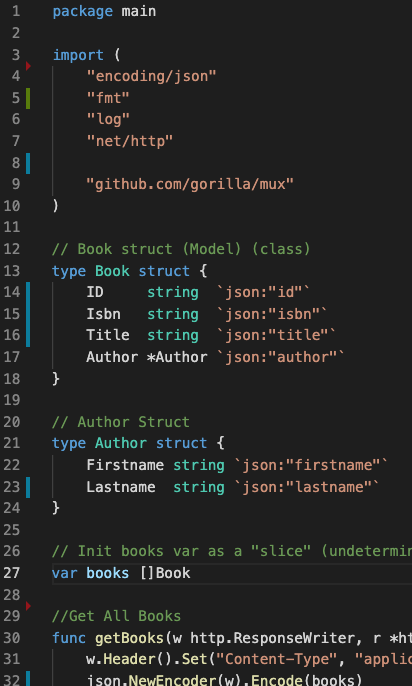 1 package main
2
3 import (
4 "encoding/json"
5 "fmt"
6 "log"
7 "net/http"
8
9 "github.com/gorilla/mux"
10 )
11
12 // Book struct (Model) (class)
13 type Book struct {
14 ID     string  `json:"id"`
15 Isbn   string  `json:"isbn"`
16 Title  string  `json:"title"`
17 Author *Author `json:"author"`
18 }
19
20 // Author Struct
21 type Author struct {
22 Firstname string `json:"firstname"`
23 Lastname  string `json:"lastname"`
24 }
25
26 // Init books var as a "slice" (undetermin
27 var books []Book
28
29 //Get All Books
30 func getBooks(w http.ResponseWriter, r *ht
31 w.Header().Set("Content-Type", "applic
32 json.NewEncoder(w).Encode(books)